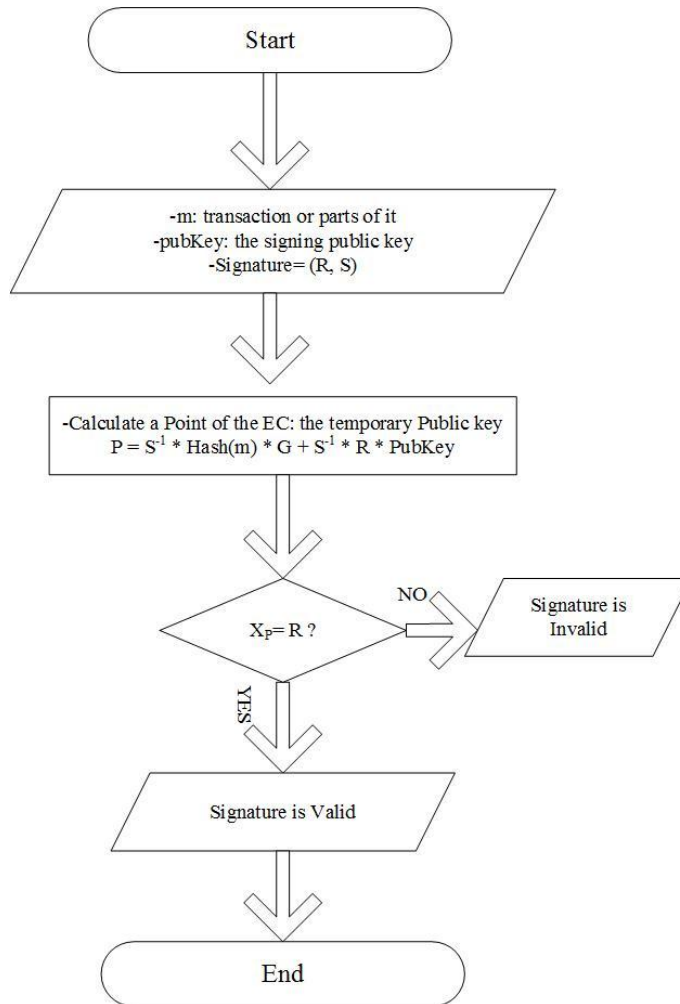 Start
-m: transaction or parts of it
-pubKey: the signing public key
-Signature= (R, S)
-Calculate a Point of the EC: the temporary Public key
P = S⁻¹ * Hash(m) * G + S⁻¹ * R * PubKey
X_P= R ?
NO
Signature is
Invalid
YES
Signature is Valid
End